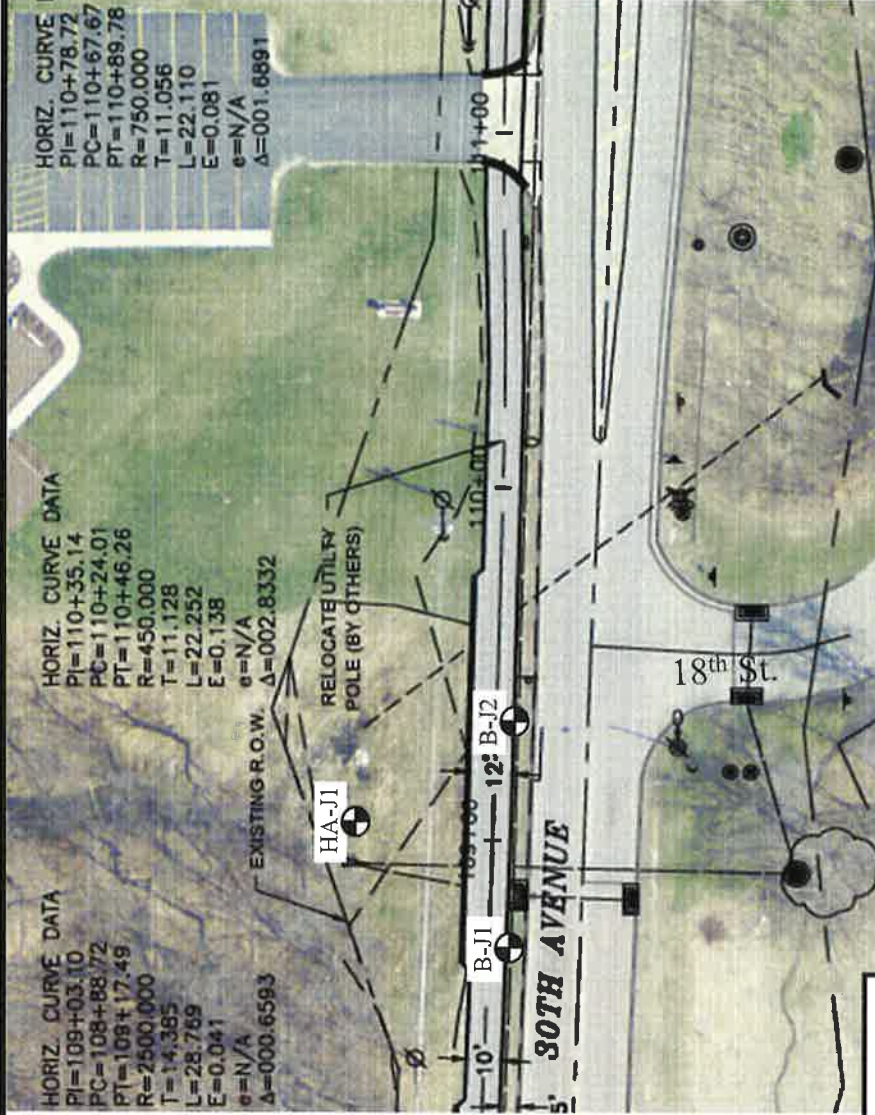 HORIZ. CURVE DATA
PI=109+03.10
PC=108+88.72
PT=109+17.49
R=2500.000
T=14.385
L=28.769
E=0.041
e=N/A
Δ=000.6593
HORIZ. CURVE DATA
PI=110+35.14
PC=110+24.01
PT=110+46.26
R=450.000
T=11.128
L=22.252
E=0.138
e=N/A
Δ=002.8332
HORIZ. CURVE
PI=110+78.72
PC=110+67.67
PT=110+89.78
R=750.000
T=11.056
L=22.110
E=0.081
e=N/A
Δ=001.6891
EXISTING R.O.W.
RELOCATE UTILITY
POLE (BY OTHERS)
HA-J1
B-J1
B-J2
110+00
111+00
10'
12'
5'
30TH AVENUE
18th St.